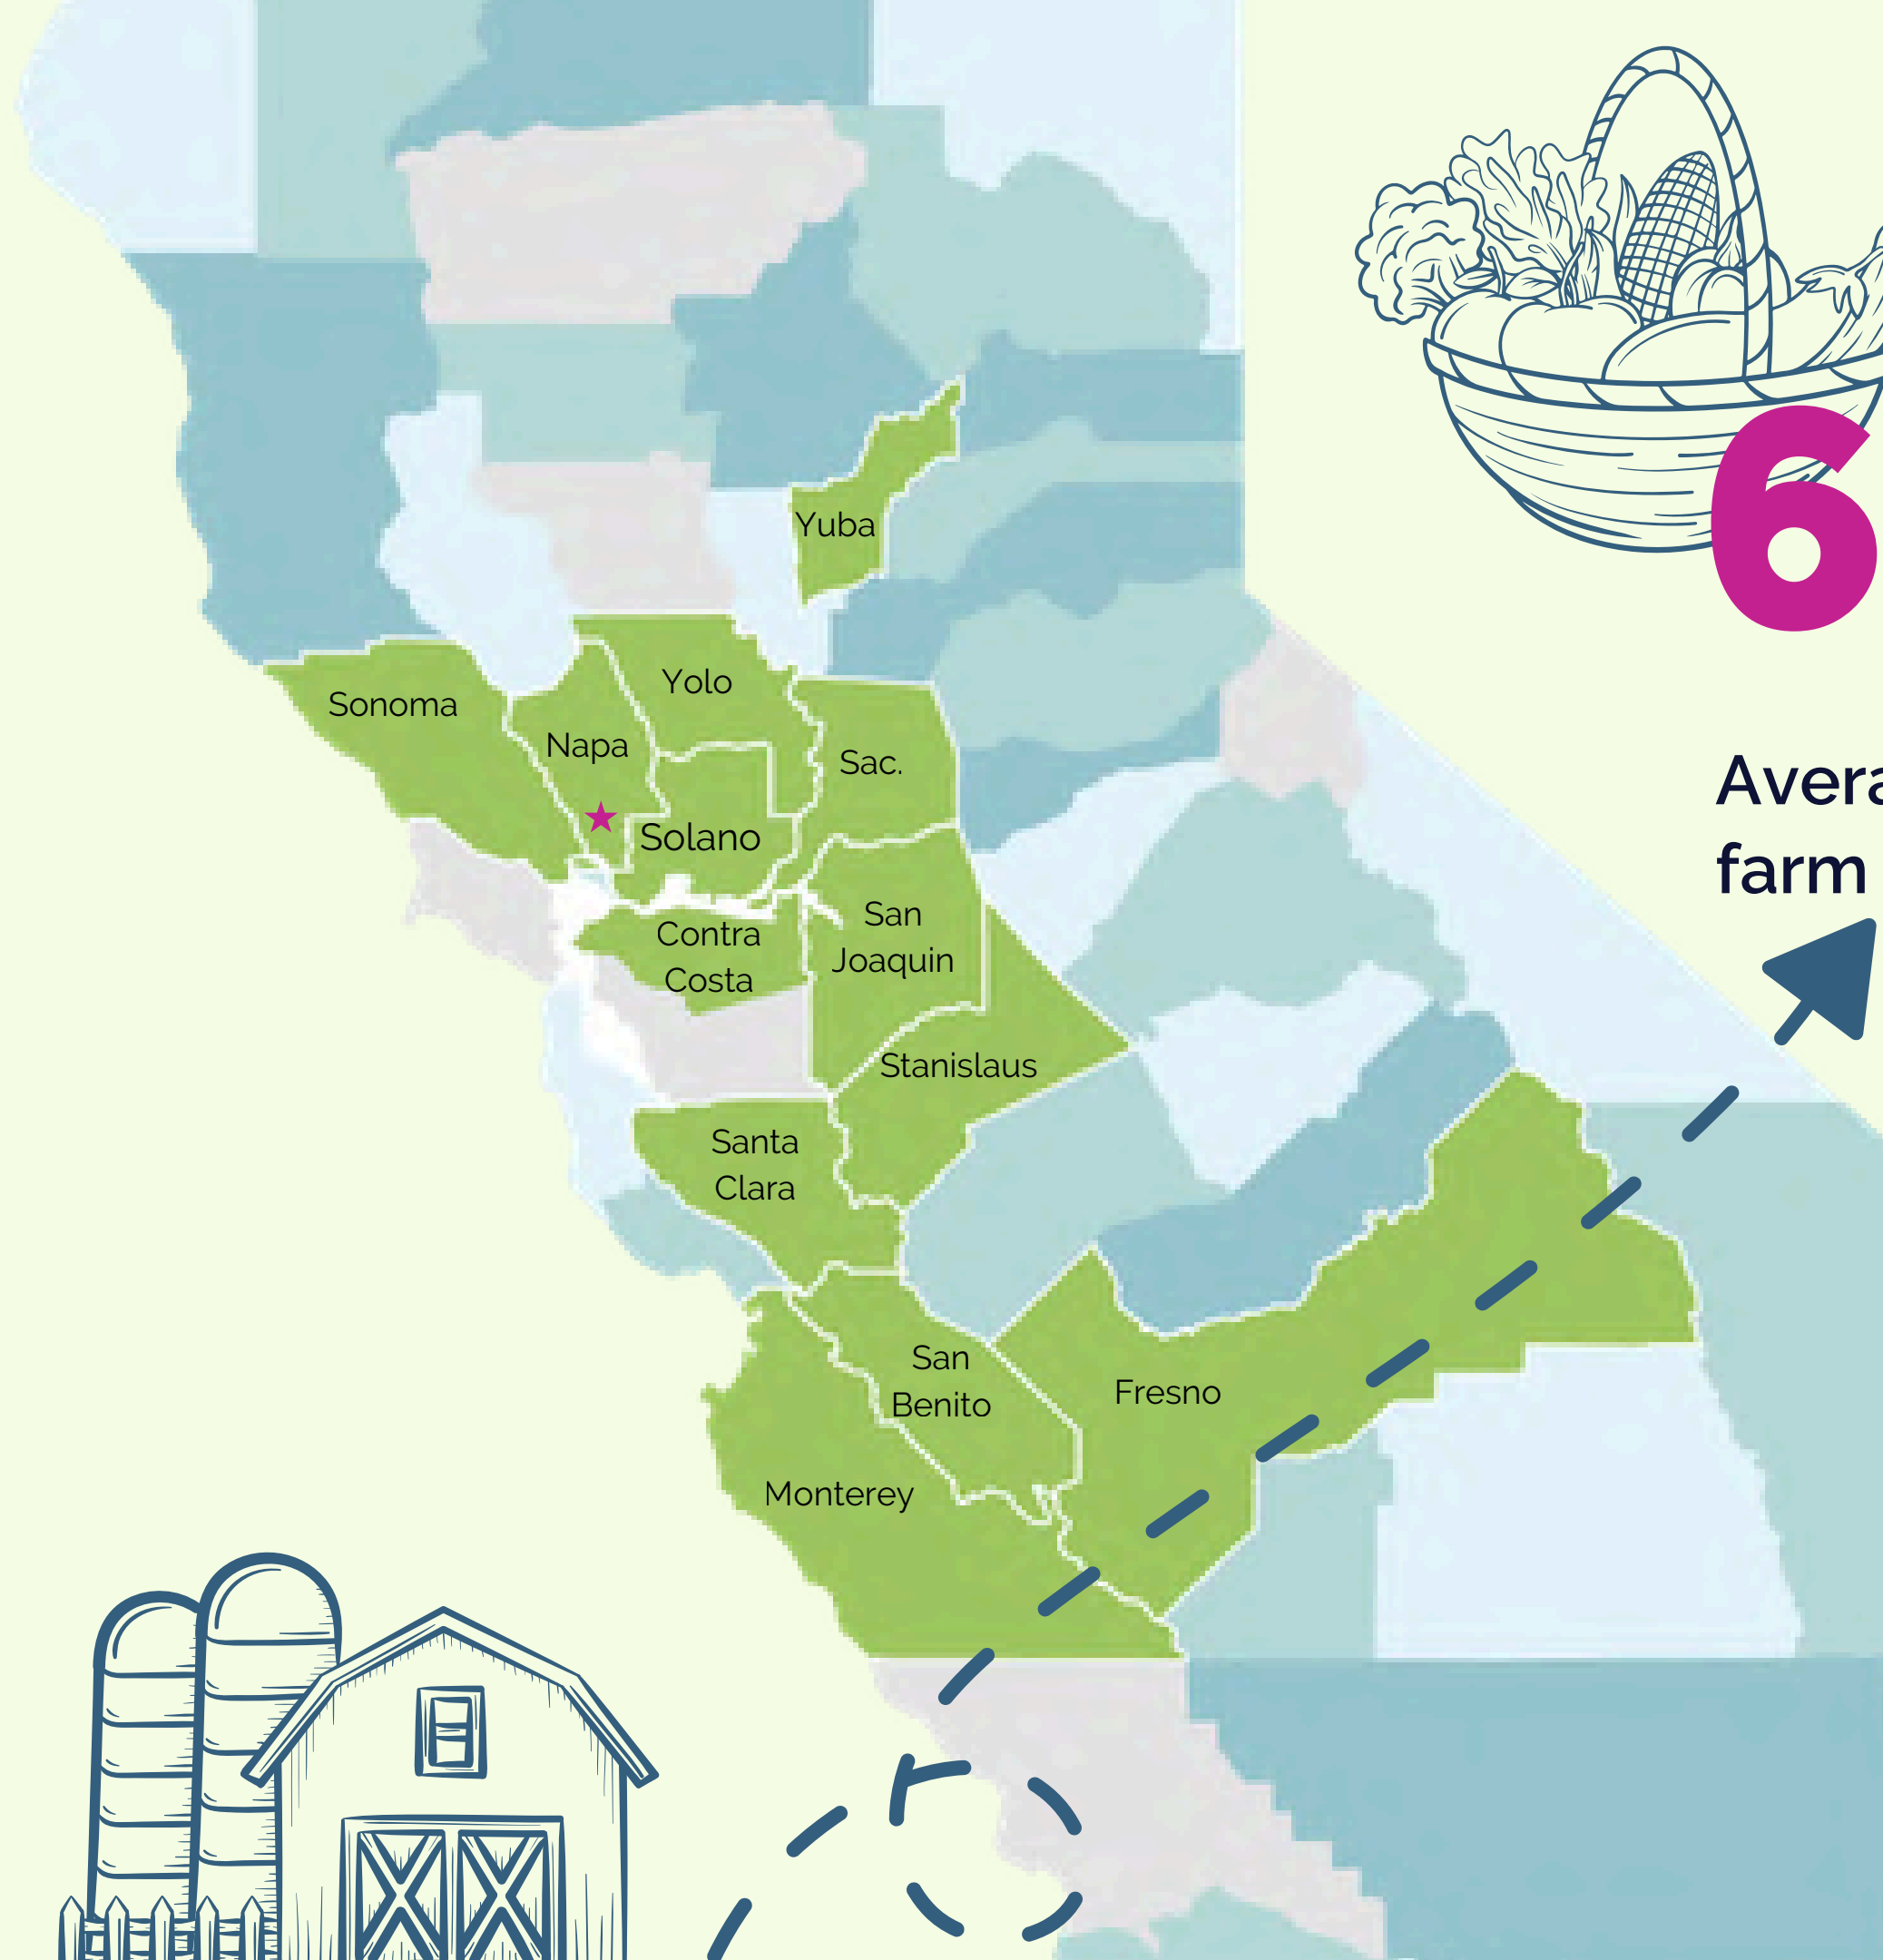 Yuba
Sonoma
Yolo
Napa
Sac.
Solano
San
Joaquin
Contra
Costa
Stanislaus
Santa
Clara
San
Benito
Fresno
Monterey
6
Avera
farm